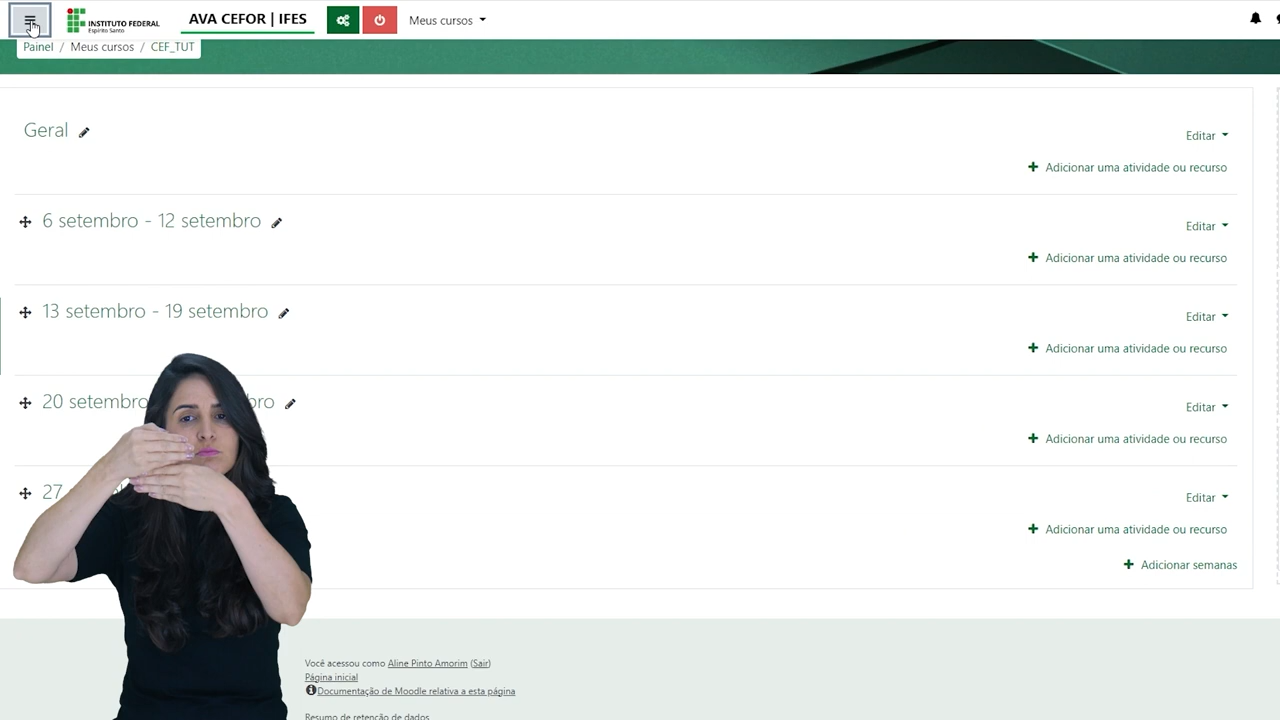 INSTITUTO FEDERAL
Espírito Santo
AVA CEFOR | IFES
Meus cursos
Painel / Meus cursos / CEF_TUT
Geral
Editar
Adicionar uma atividade ou recurso
6 setembro - 12 setembro
Editar
Adicionar uma atividade ou recurso
13 setembro - 19 setembro
Editar
Adicionar uma atividade ou recurso
20 setembro
Editar
Adicionar uma atividade ou recurso
27
Editar
Adicionar uma atividade ou recurso
Adicionar semanas
Você acessou como Aline Pinto Amorim (Sair)
Página inicial
Documentação de Moodle relativa a esta página
Resumo de retenção de dados